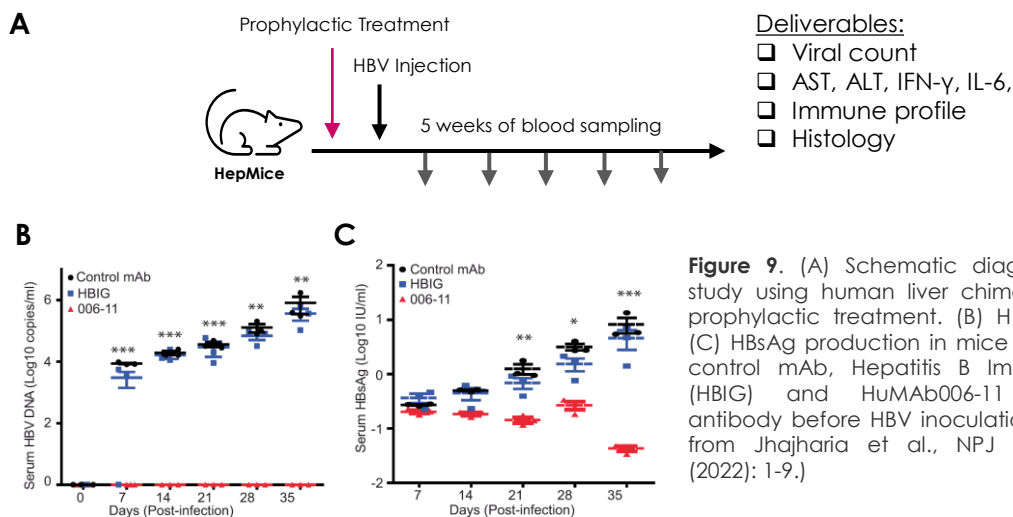 A
Prophylactic Treatment
HBV Injection
5 weeks of blood sampling
HepMice
Deliverables:
Viral count
AST, ALT, IFN-γ, IL-6,
Immune profile
Histology
B
Control mAb
HBIG
006-11
Serum HBV DNA (Log10 copies/ml)
6
4
2
0
***
***
***
**
**
0 7 14 21 28 35
Days (Post-infection)
C
Control mAb
HBIG
006-11
Serum HBsAg (Log10 IU/ml)
2
1
0
-1
-2
**
*
***
7 14 21 28 35
Days (Post-infection)
Figure 9. (A) Schematic diag
study using human liver chime
prophylactic treatment. (B) H
(C) HBsAg production in mice
control mAb, Hepatitis B Im
(HBIG) and HuMAb006-11
antibody before HBV inoculatio
from Jhajharia et al., NPJ
(2022): 1-9.)